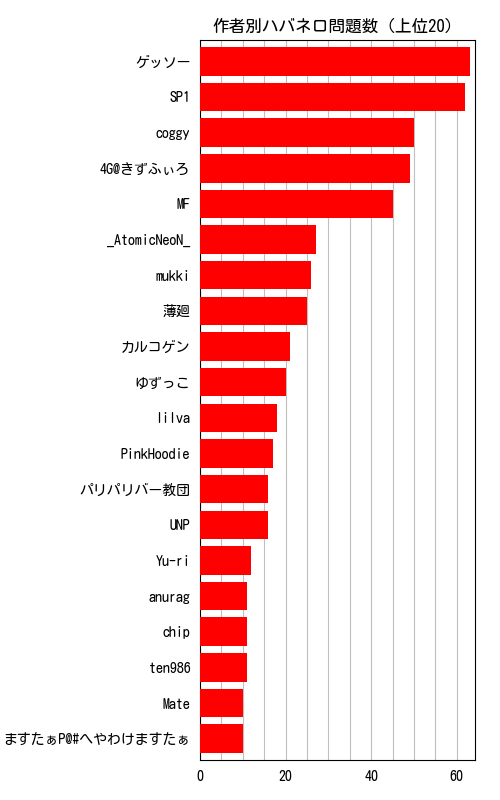 作者別ハバネロ問題数 (上位20)
ゲッソー
SP1
coggy
4G@きずふぃろ
MF
_AtomicNeoN_
mukki
薄廻
カルコゲン
ゆずっこ
lilva
PinkHoodie
パリパリバー教団
UNP
Yu-ri
anurag
chip
ten986
Mate
ますたぁP@#へやわけますたぁ
0 20 40 60